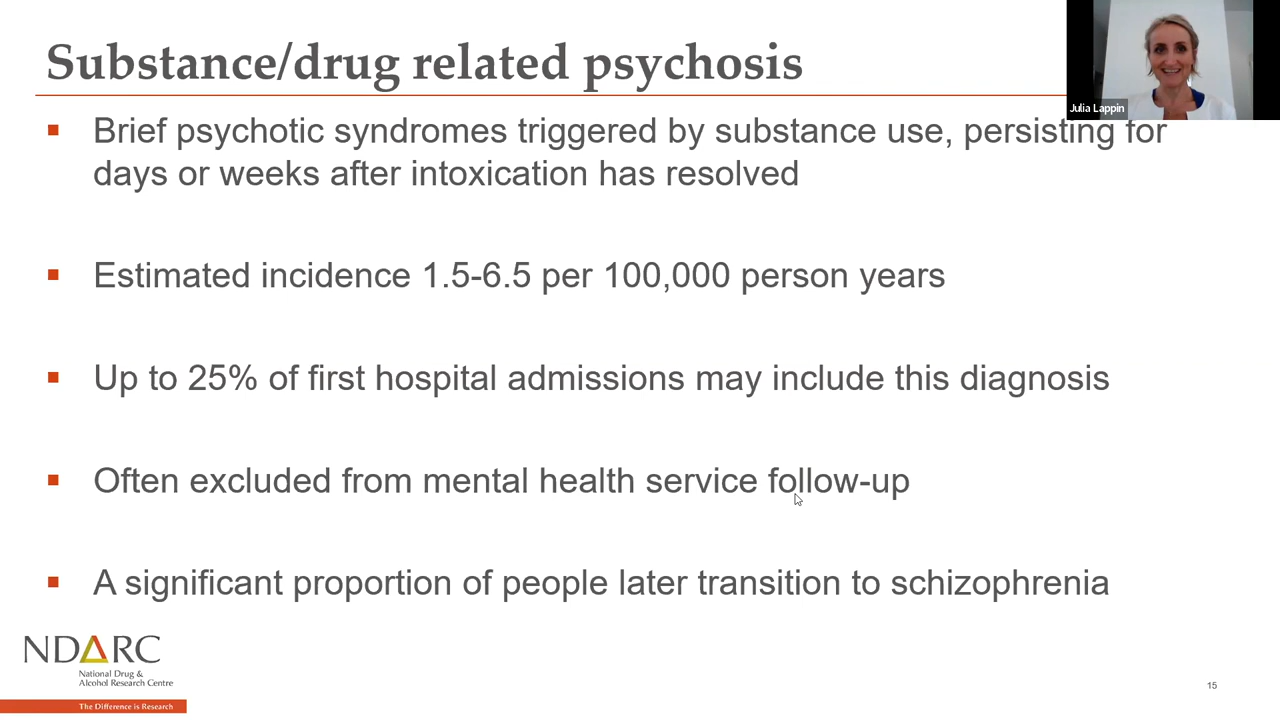 Substance/drug related psychosis
Julia Lappin
Brief psychotic syndromes triggered by substance use, persisting for
days or weeks after intoxication has resolved
Estimated incidence 1.5-6.5 per 100,000 person years
Up to 25% of first hospital admissions may include this diagnosis
Often excluded from mental health service follow-up
A significant proportion of people later transition to schizophrenia
NDARC
National Drug &
Alcohol Research Centre
The Difference is Research
15